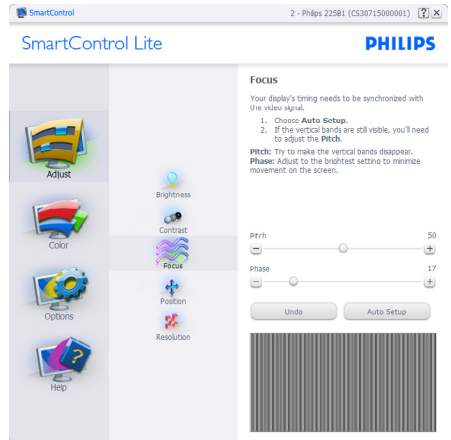 SmartControl
2 - Philips 225B1 (CS30715000001)
SmartControl Lite
PHILIPS
Adjust
Color
Options
Help
Brightness
Contrast
Focus
Position
Resolution
Focus
Your display's timing needs to be synchronized with
the video signal.
1. Choose Auto Setup.
2. If the vertical bands are still visible, you'll need
to adjust the Pitch.
Pitch: Try to make the vertical bands disappear.
Phase: Adjust to the brightest setting to minimize
movement on the screen.
Pitch 50
Phase 17
Undo
Auto Setup